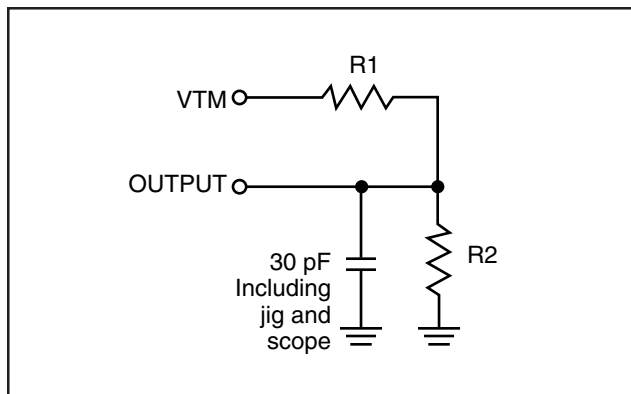 R1
VTM
OUTPUT
R2
30 pF
Including
jig and
scope